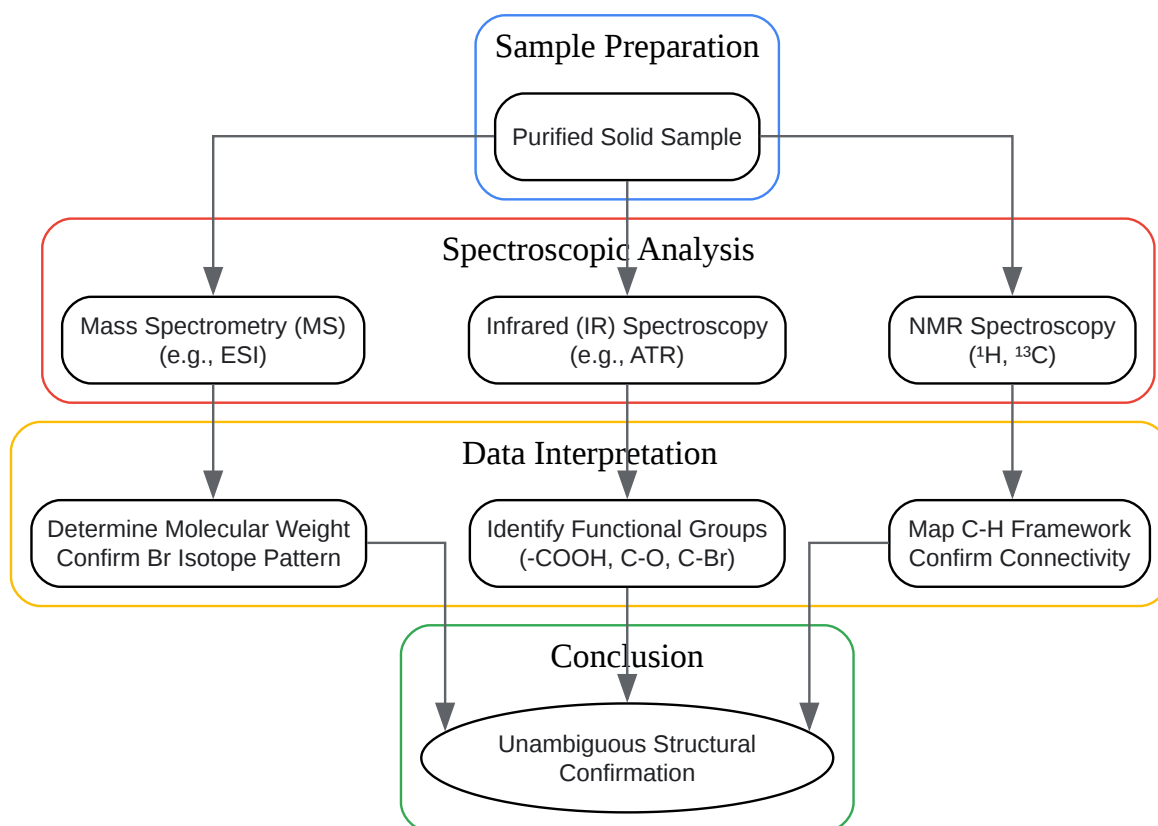 Sample Preparation
Purified Solid Sample
Spectroscopic Analysis
Mass Spectrometry (MS)
(e.g., ESI)
Infrared (IR) Spectroscopy
(e.g., ATR)
NMR Spectroscopy
(¹H, ¹³C)
Data Interpretation
Determine Molecular Weight
Confirm Br Isotope Pattern
Identify Functional Groups
(-COOH, C-O, C-Br)
Map C-H Framework
Confirm Connectivity
Conclusion
Unambiguous Structural
Confirmation